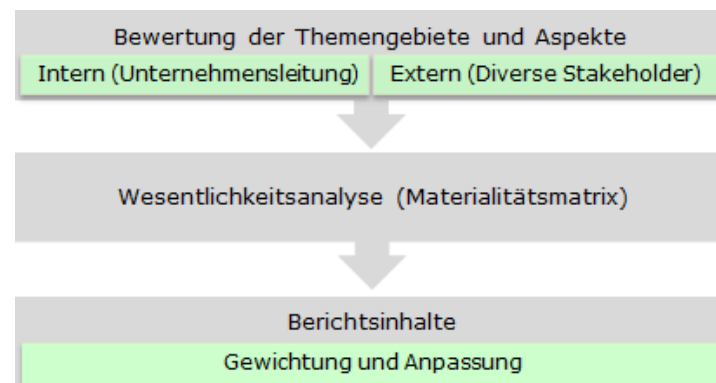 Bewertung der Themengebiete und Aspekte
Intern (Unternehmensleitung)
Extern (Diverse Stakeholder)
Wesentlichkeitsanalyse (Materialitätsmatrix)
Berichtsinhalte
Gewichtung und Anpassung